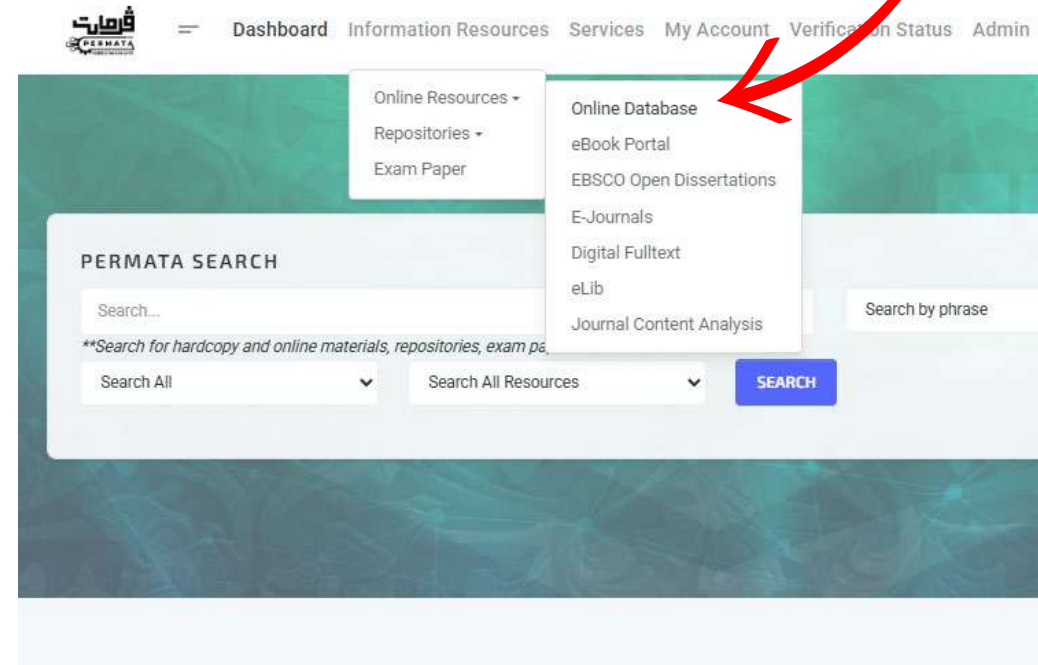 ڤرمات
PERMATA
Dashboard Information Resources Services My Account Verification Status Admin
Online Resources
Repositories
Exam Paper
Online Database
eBook Portal
EBSCO Open Dissertations
E-Journals
Digital Fulltext
eLib
Journal Content Analysis
PERMATA SEARCH
Search...
Search by phrase
**Search for hardcopy and online materials, repositories, exam
Search All
Search All Resources
SEARCH